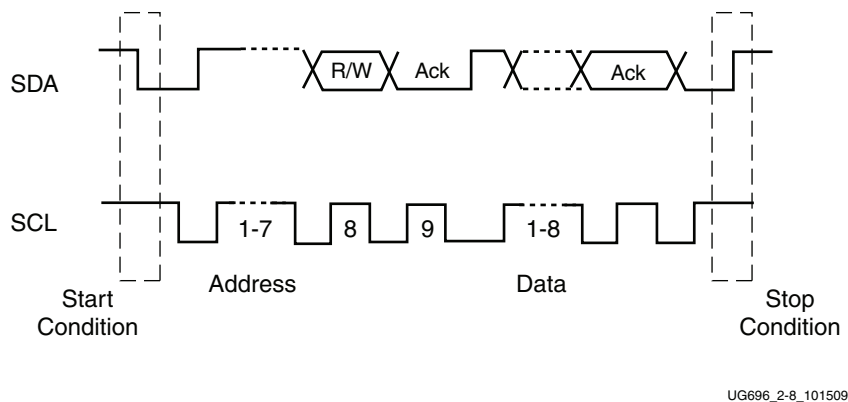 SDA
R/W
Ack
Ack
SCL
1-7
8
9
1-8
Address
Data
Start
Condition
Stop
Condition
UG696_2-8_101509